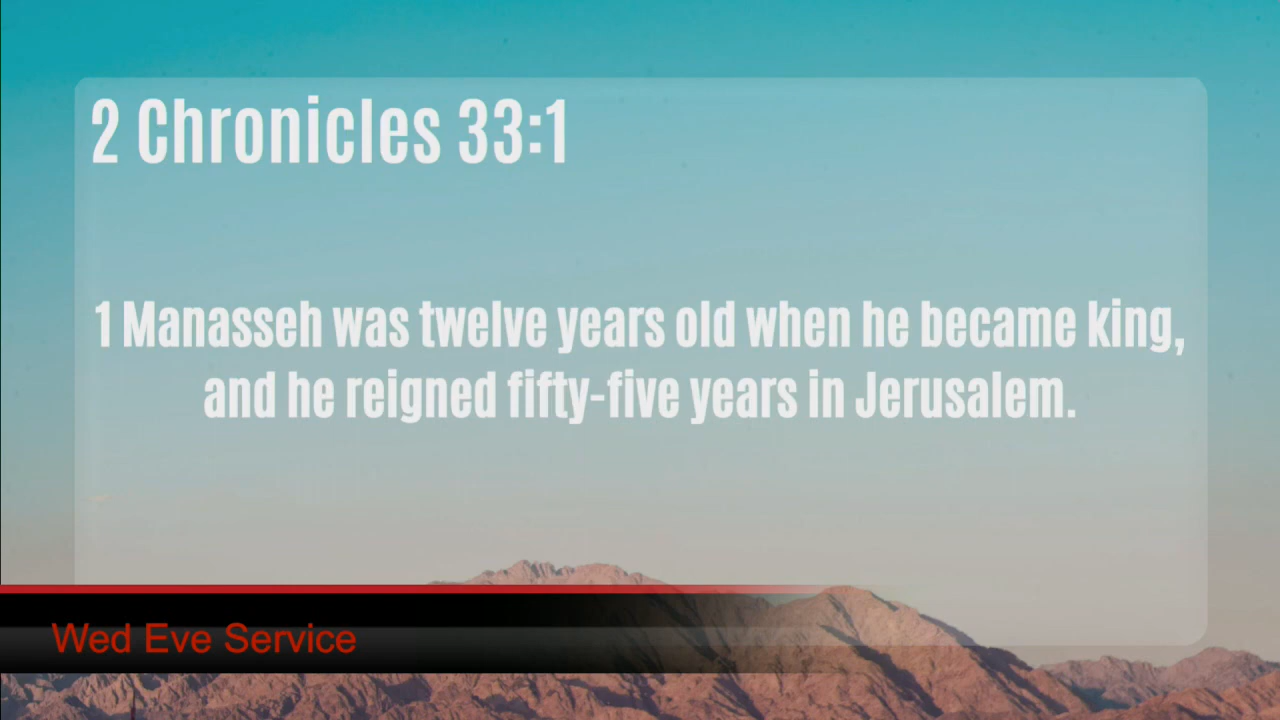 2 Chronicles 33:1
1 Manasseh was twelve years old when he became king,
and he reigned fifty-five years in Jerusalem.
Wed Eve Service